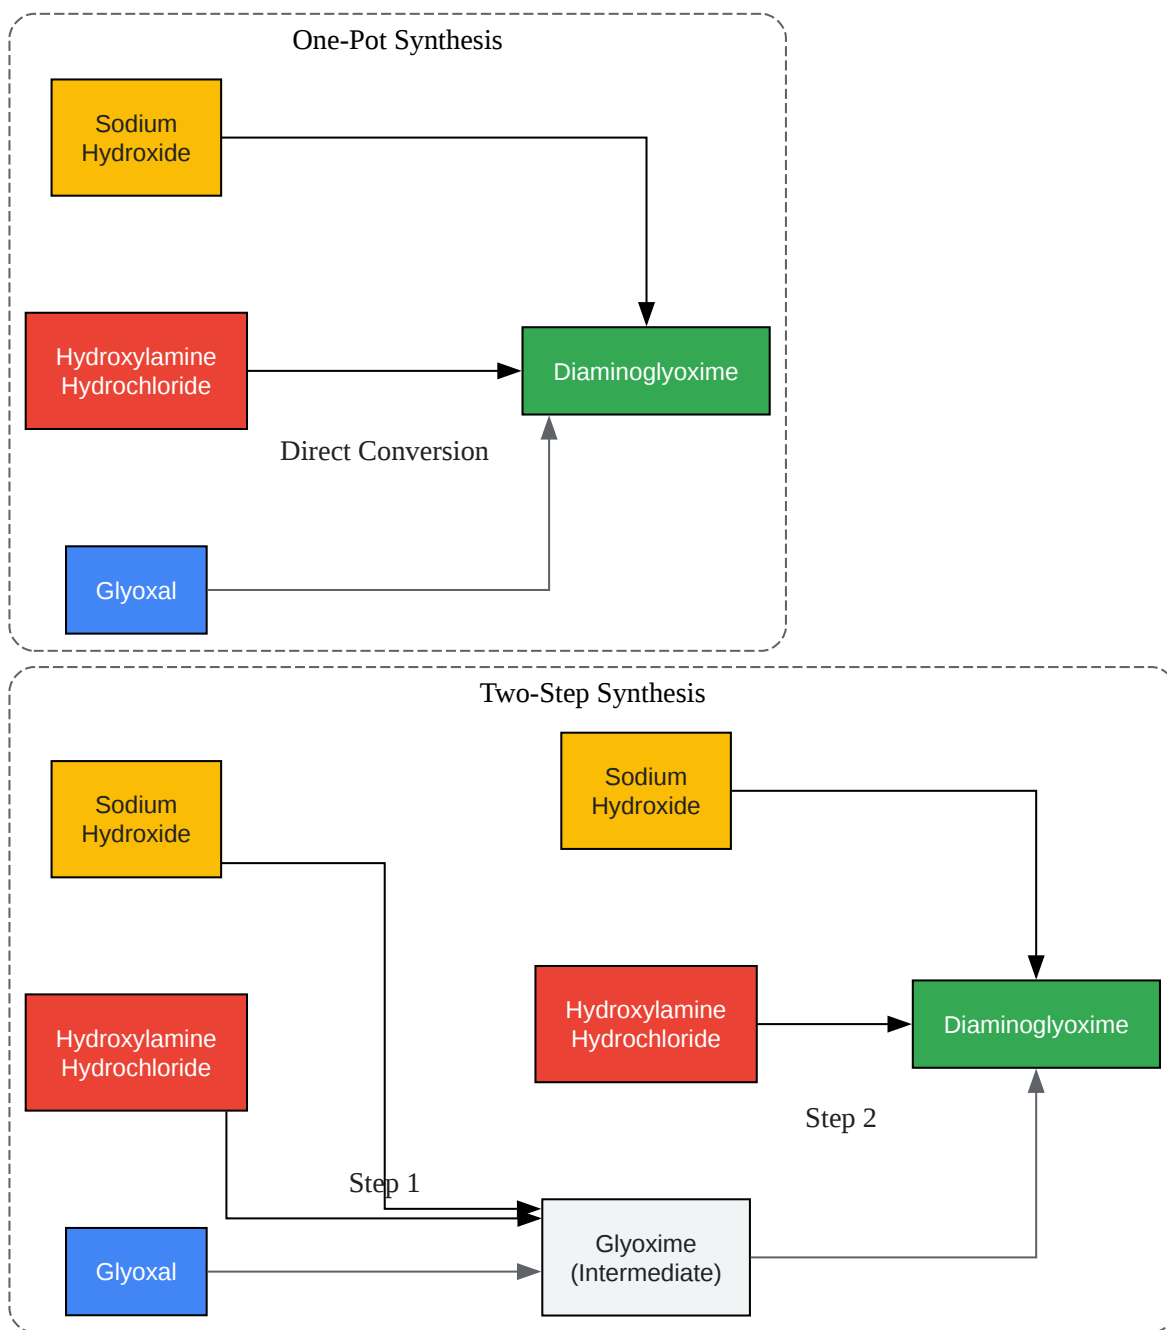 One-Pot Synthesis
Sodium
Hydroxide
Hydroxylamine
Hydrochloride
Diaminoglyoxime
Direct Conversion
Glyoxal
Two-Step Synthesis
Sodium
Hydroxide
Sodium
Hydroxide
Hydroxylamine
Hydrochloride
Hydroxylamine
Hydrochloride
Diaminoglyoxime
Step 2
Step 1
Glyoxal
Glyoxime
(Intermediate)